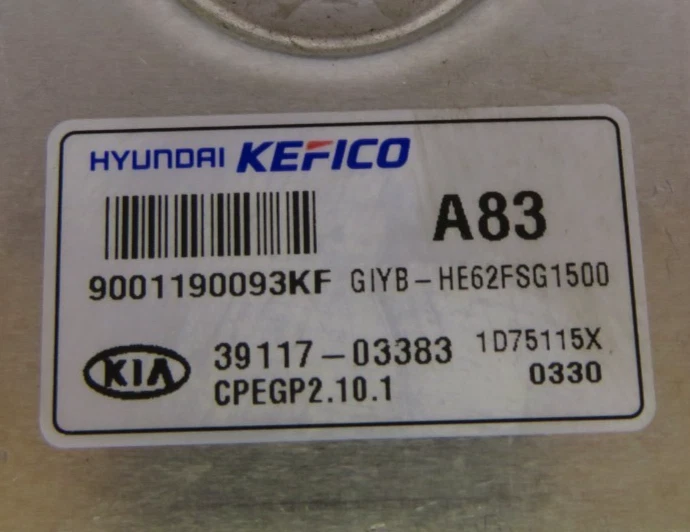 HYUNDAI KEFICO
A83
9001190093KF GIYB-HE62FSG1500
KIA 39117-03383 1D75115X
CPEGP2.10.1 0330